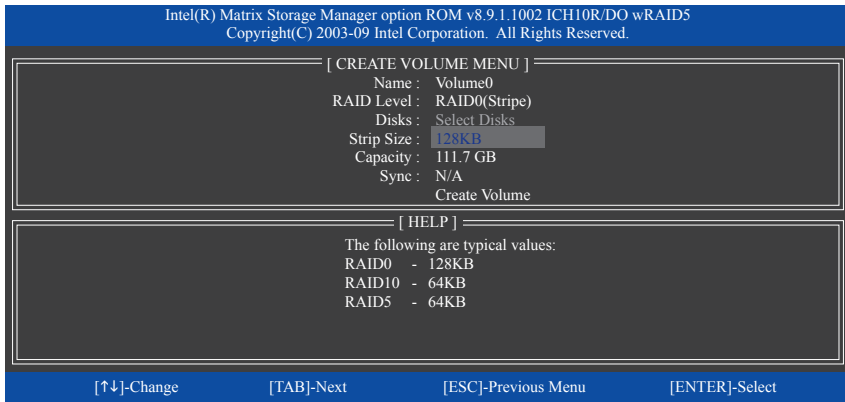 Intel(R) Matrix Storage Manager option ROM v8.9.1.1002 ICH10R/DO wRAID5
Copyright(C) 2003-09 Intel Corporation. All Rights Reserved.
[ CREATE VOLUME MENU ]
Name : Volume0
RAID Level : RAID0(Stripe)
Disks : Select Disks
Strip Size : 128KB
Capacity : 111.7 GB
Sync : N/A
Create Volume
[ HELP ]
The following are typical values:
RAID0 - 128KB
RAID10 - 64KB
RAID5 - 64KB
[↑↓]-Change [TAB]-Next [ESC]-Previous Menu [ENTER]-Select